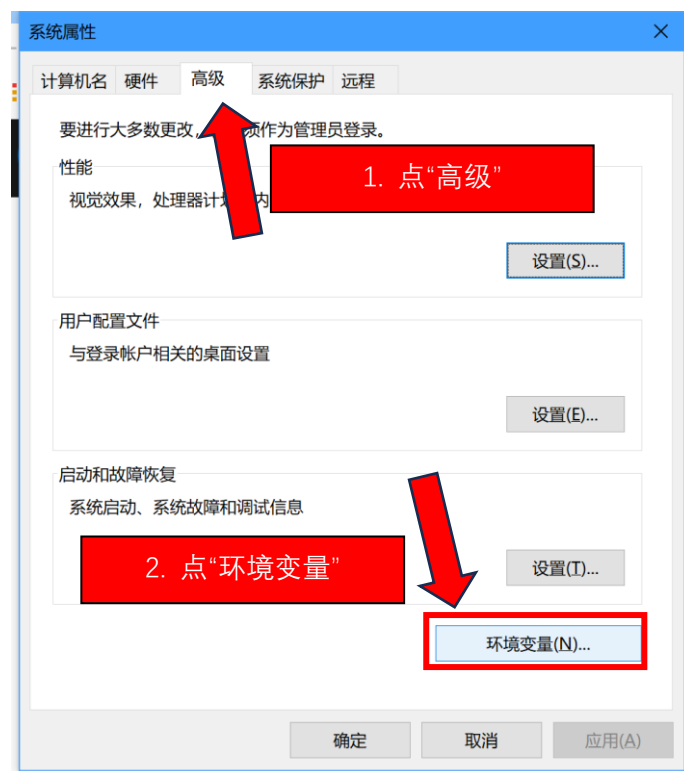 系统属性
计算机名 硬件 高级 系统保护 远程
要进行大多数更改, 须作为管理员登录。
性能
1. 点“高级”
视觉效果, 处理器计 内
设置(S)...
用户配置文件
与登录帐户相关的桌面设置
设置(E)...
启动和故障恢复
系统启动、系统故障和调试信息
2. 点“环境变量”
设置(T)...
环境变量(N)...
确定 取消 应用(A)